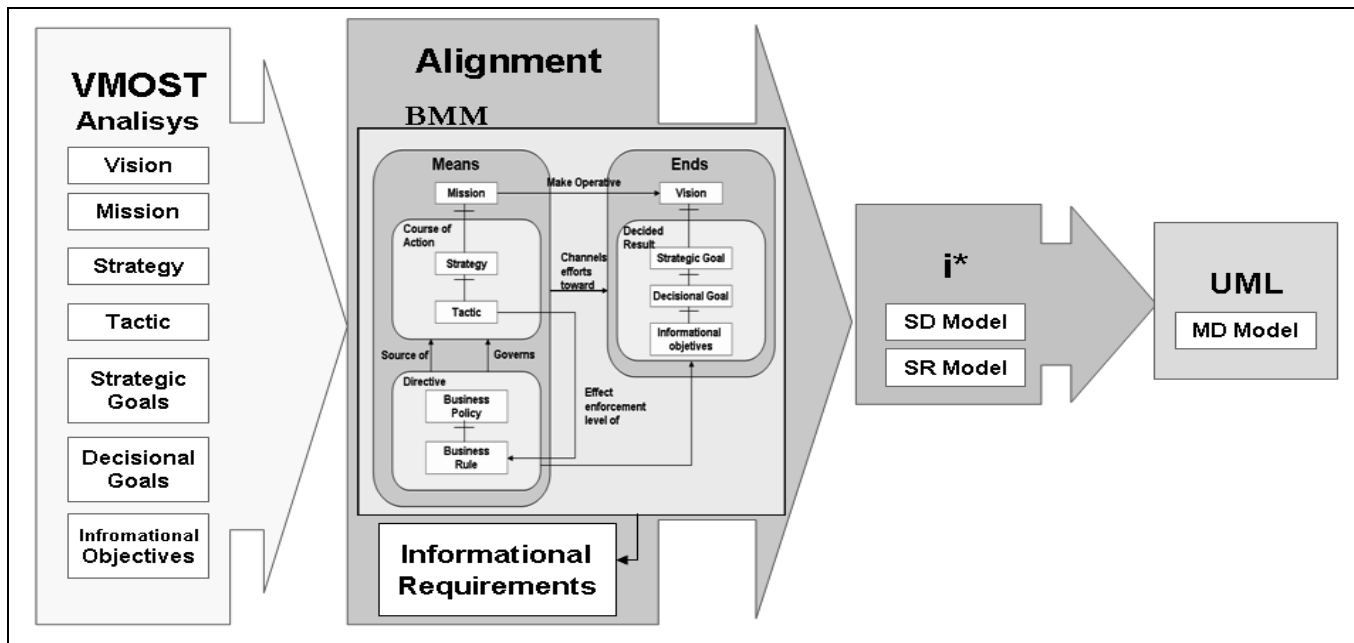 VMOST
Analisys
Vision
Mission
Strategy
Tactic
Strategic
Goals
Decisional
Goals
Infromational
Objectives
Alignment
BMM
Means
Mission
Course of
Action
Strategy
Tactic
Source of
Governs
Directive
Business
Policy
Business
Rule
Make Operative
Channels
efforts
toward
Effect
enforcement
level of
Ends
Vision
Decided
Result
Strategic Goal
Decisional Goal
Informational
objetives
Informational
Requirements
i*
SD Model
SR Model
UML
MD Model